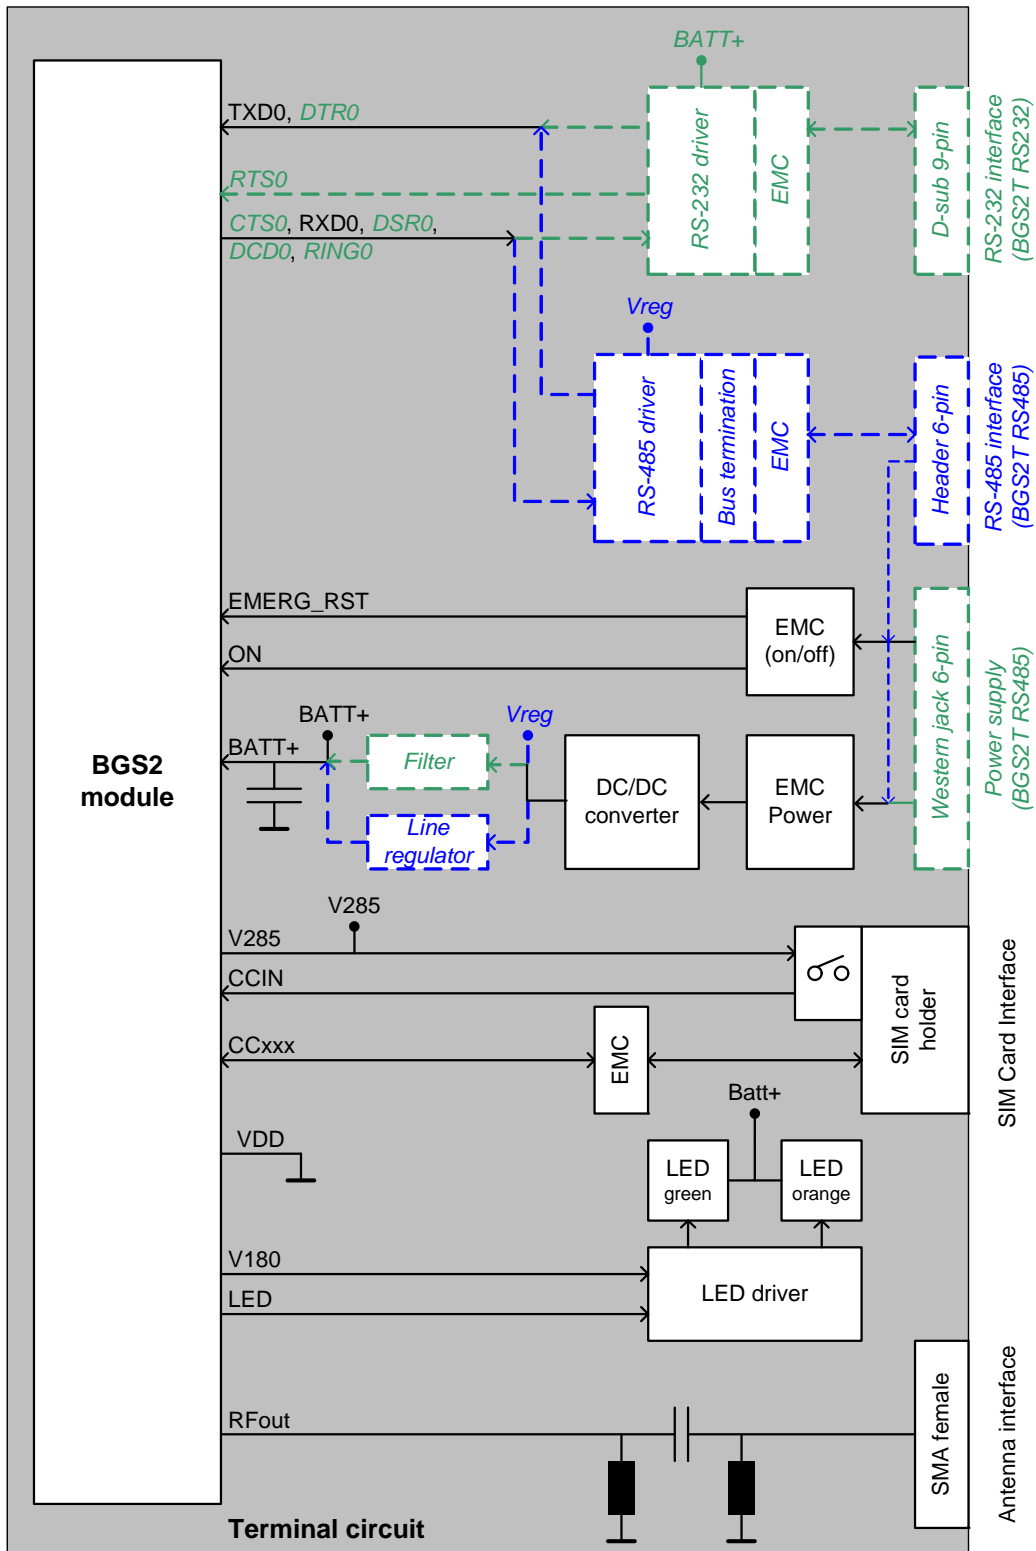 BATT+
TXD0, DTR0
RTS0
CTS0, RXD0, DSR0,
DCD0, RING0
RS-232 driver
EMC
D-sub 9-pin
RS-232 interface
(BGS2T RS232)
Vreg
RS-485 driver
Bus termination
EMC
Header 6-pin
RS-485 interface
(BGS2T RS485)
EMERG_RST
ON
EMC
(on/off)
Western jack 6-pin
Power supply
(BGS2T RS485)
BATT+
BATT+
Vreg
Filter
Line
regulator
DC/DC
converter
EMC
Power
BGS2
module
V285
V285
CCIN
CCxxx
EMC
SIM card
holder
SIM Card Interface
Batt+
VDD
LED
green
LED
orange
V180
LED
LED driver
RFout
SMA female
Antenna interface
Terminal circuit